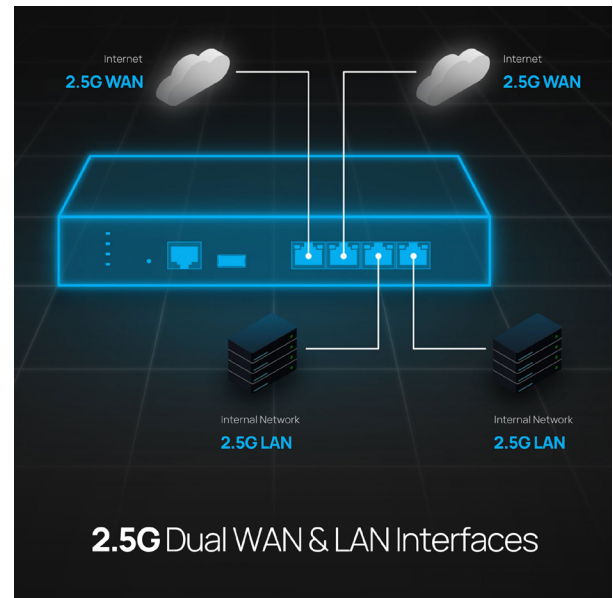 Internet
2.5G WAN
Internet
2.5G WAN
Internal Network
2.5G LAN
Internal Network
2.5G LAN
2.5G Dual WAN & LAN Interfaces